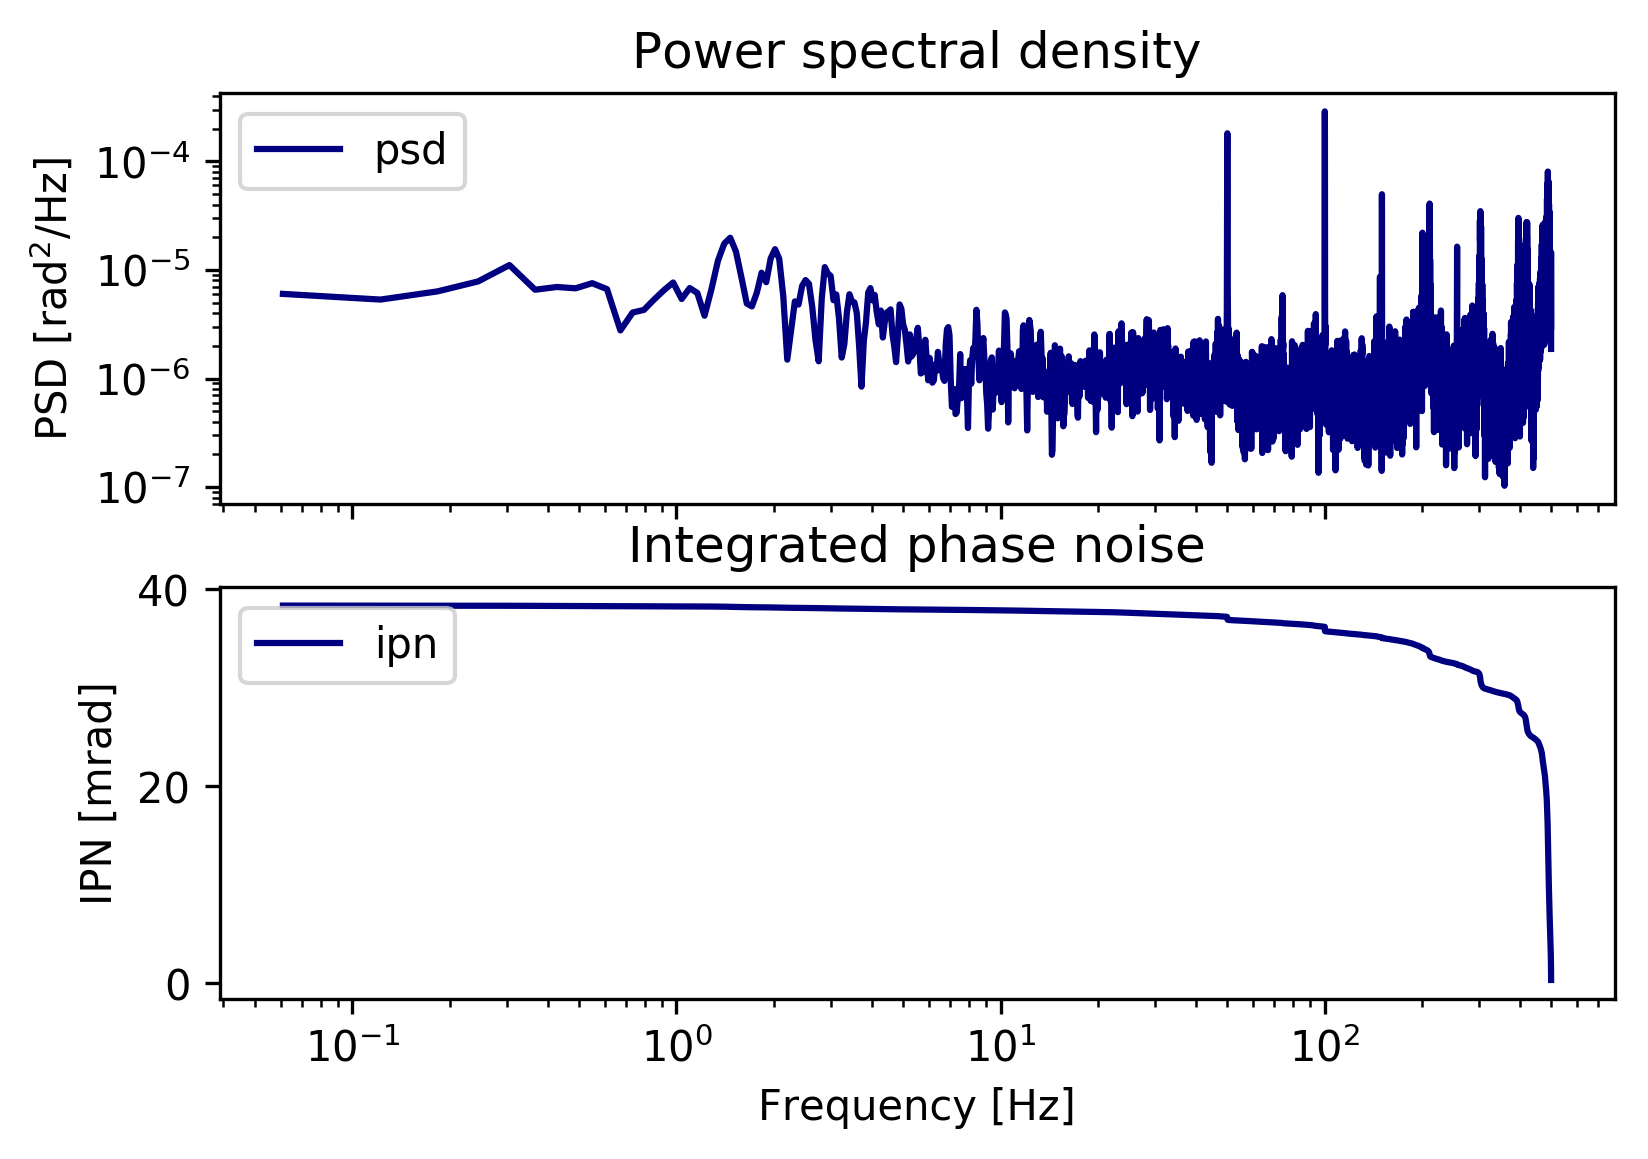 Power spectral density
psd
PSD [rad²/Hz]
10⁻⁴
10⁻⁵
10⁻⁶
10⁻⁷
Integrated phase noise
ipn
IPN [mrad]
40
20
0
10⁻¹ 10⁰ 10¹ 10²
Frequency [Hz]